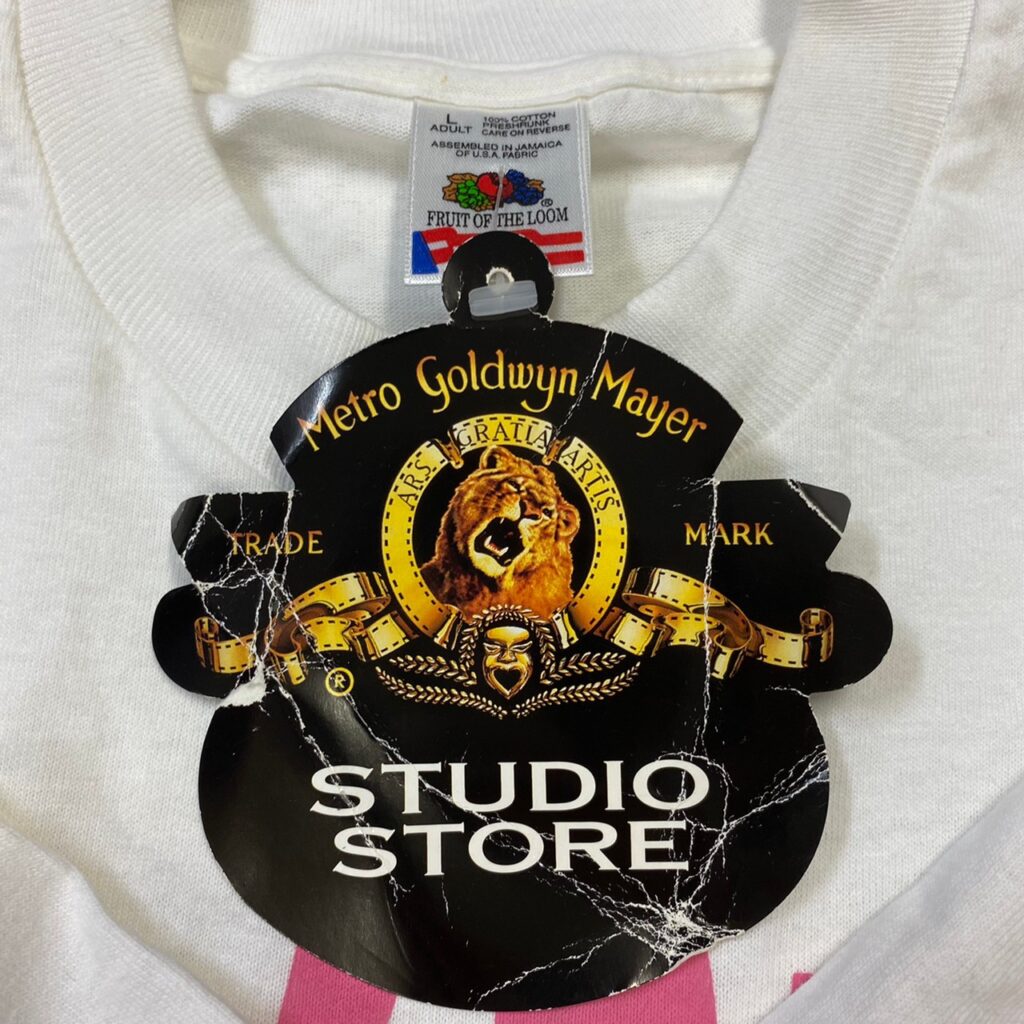 L
ADULT
100% COTTON
PRESHRUNK
CARE ON REVERSE
ASSEMBLED IN JAMAICA
OF U.S.A. FABRIC
®
FRUIT OF THE LOOM
Metro Goldwyn Mayer
ARS GRATIA ARTIS
TRADE MARK
®
STUDIO
STORE